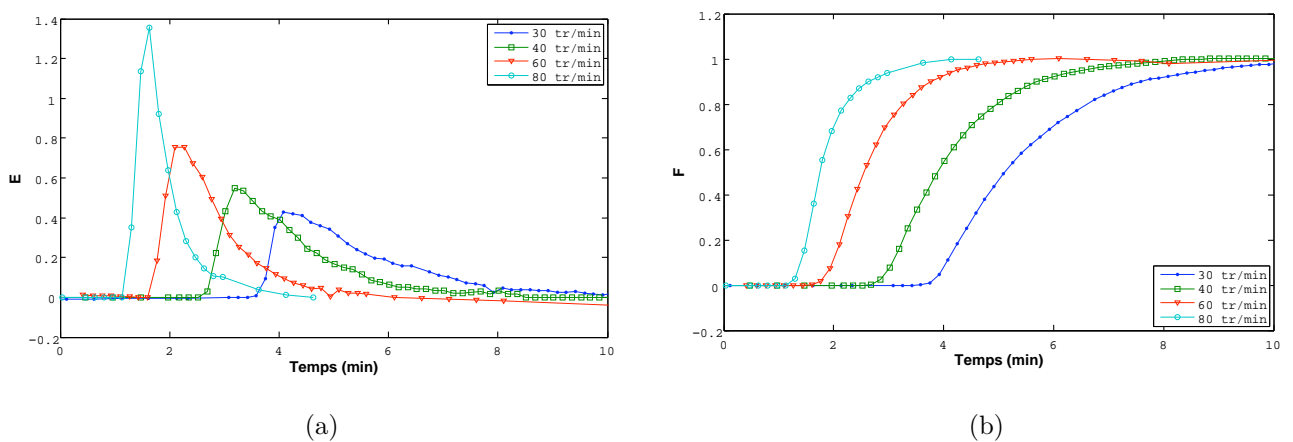 1.4
1.2
1
0.8
0.6
0.4
0.2
0
−0.2
E
0 2 4 6 8 10
Temps (min)
30 tr/min
40 tr/min
60 tr/min
80 tr/min
(a)
1.2
1
0.8
0.6
0.4
0.2
0
−0.2
F
0 2 4 6 8 10
Temps (min)
30 tr/min
40 tr/min
60 tr/min
80 tr/min
(b)